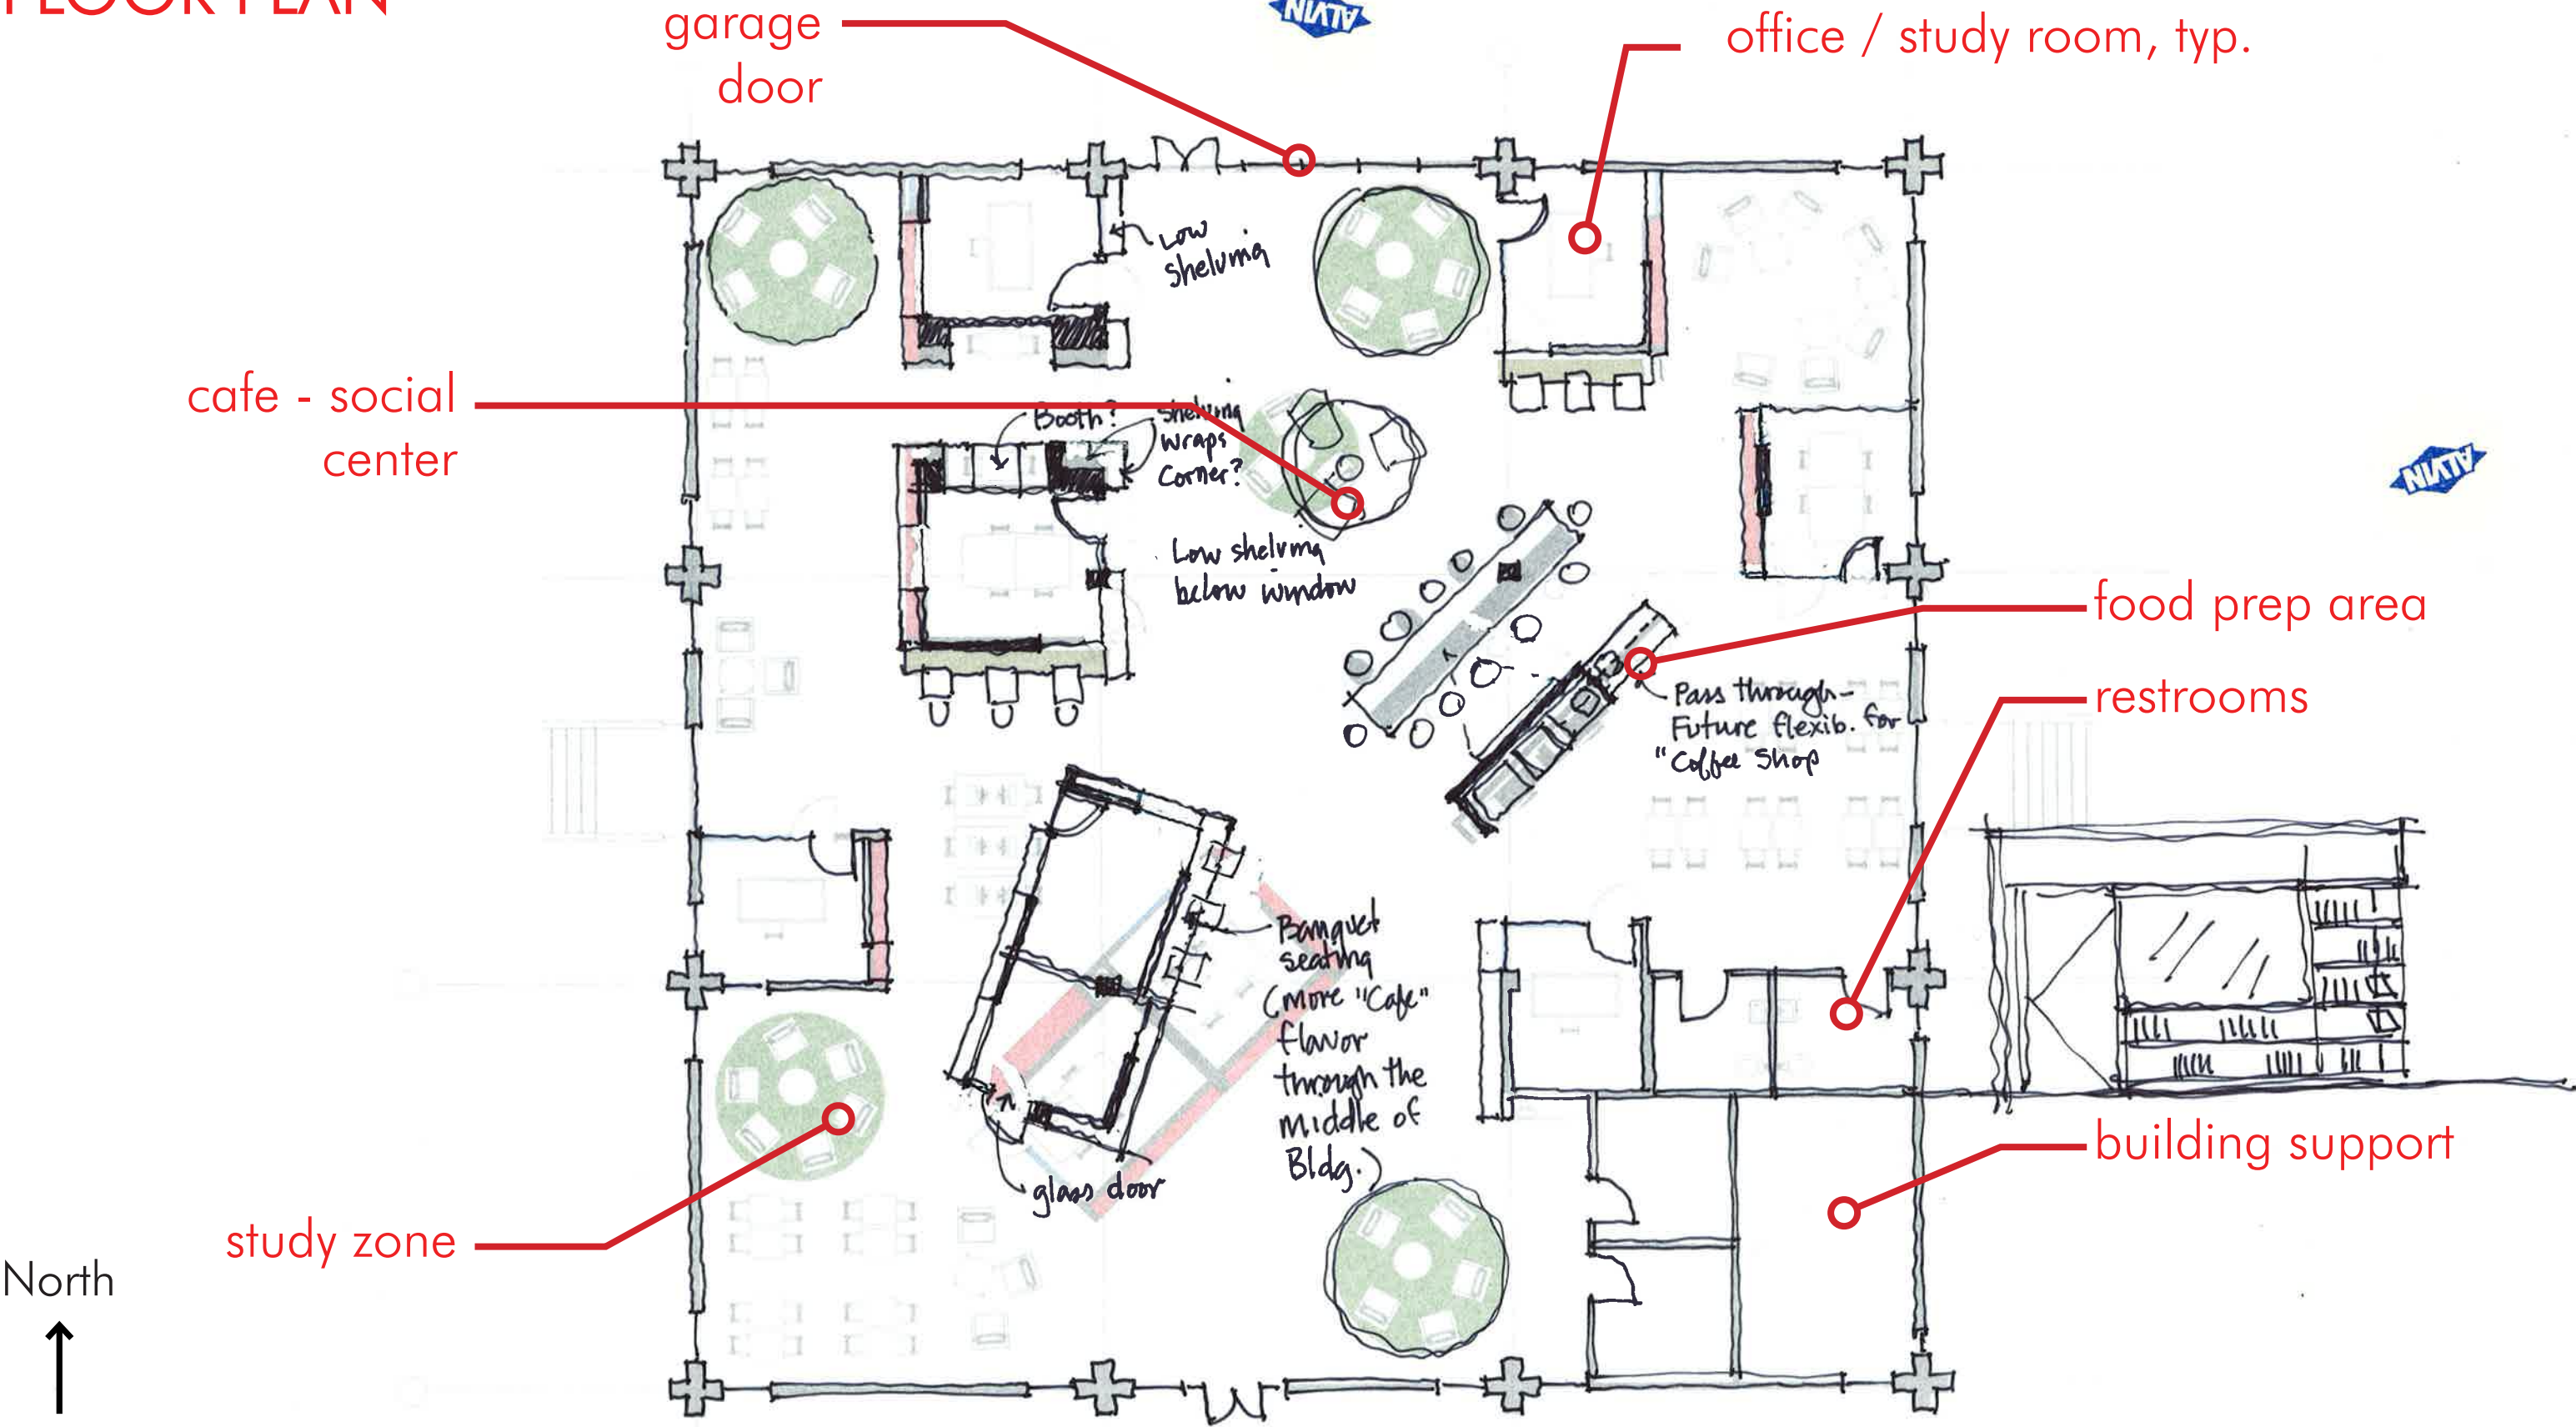 FLOOR PLAN
garage
door
ALVIN
office / study room, typ.
Low
shelving
cafe - social
center
Booth?
shelving
wraps
corner?
ALVIN
Low shelving
below window
food prep area
Pass through-
Future flexib. for
"Coffee Shop
restrooms
Banquet
seating
(more "Cafe"
flavor
through the
middle of
Bldg.)
glass door
building support
study zone
North